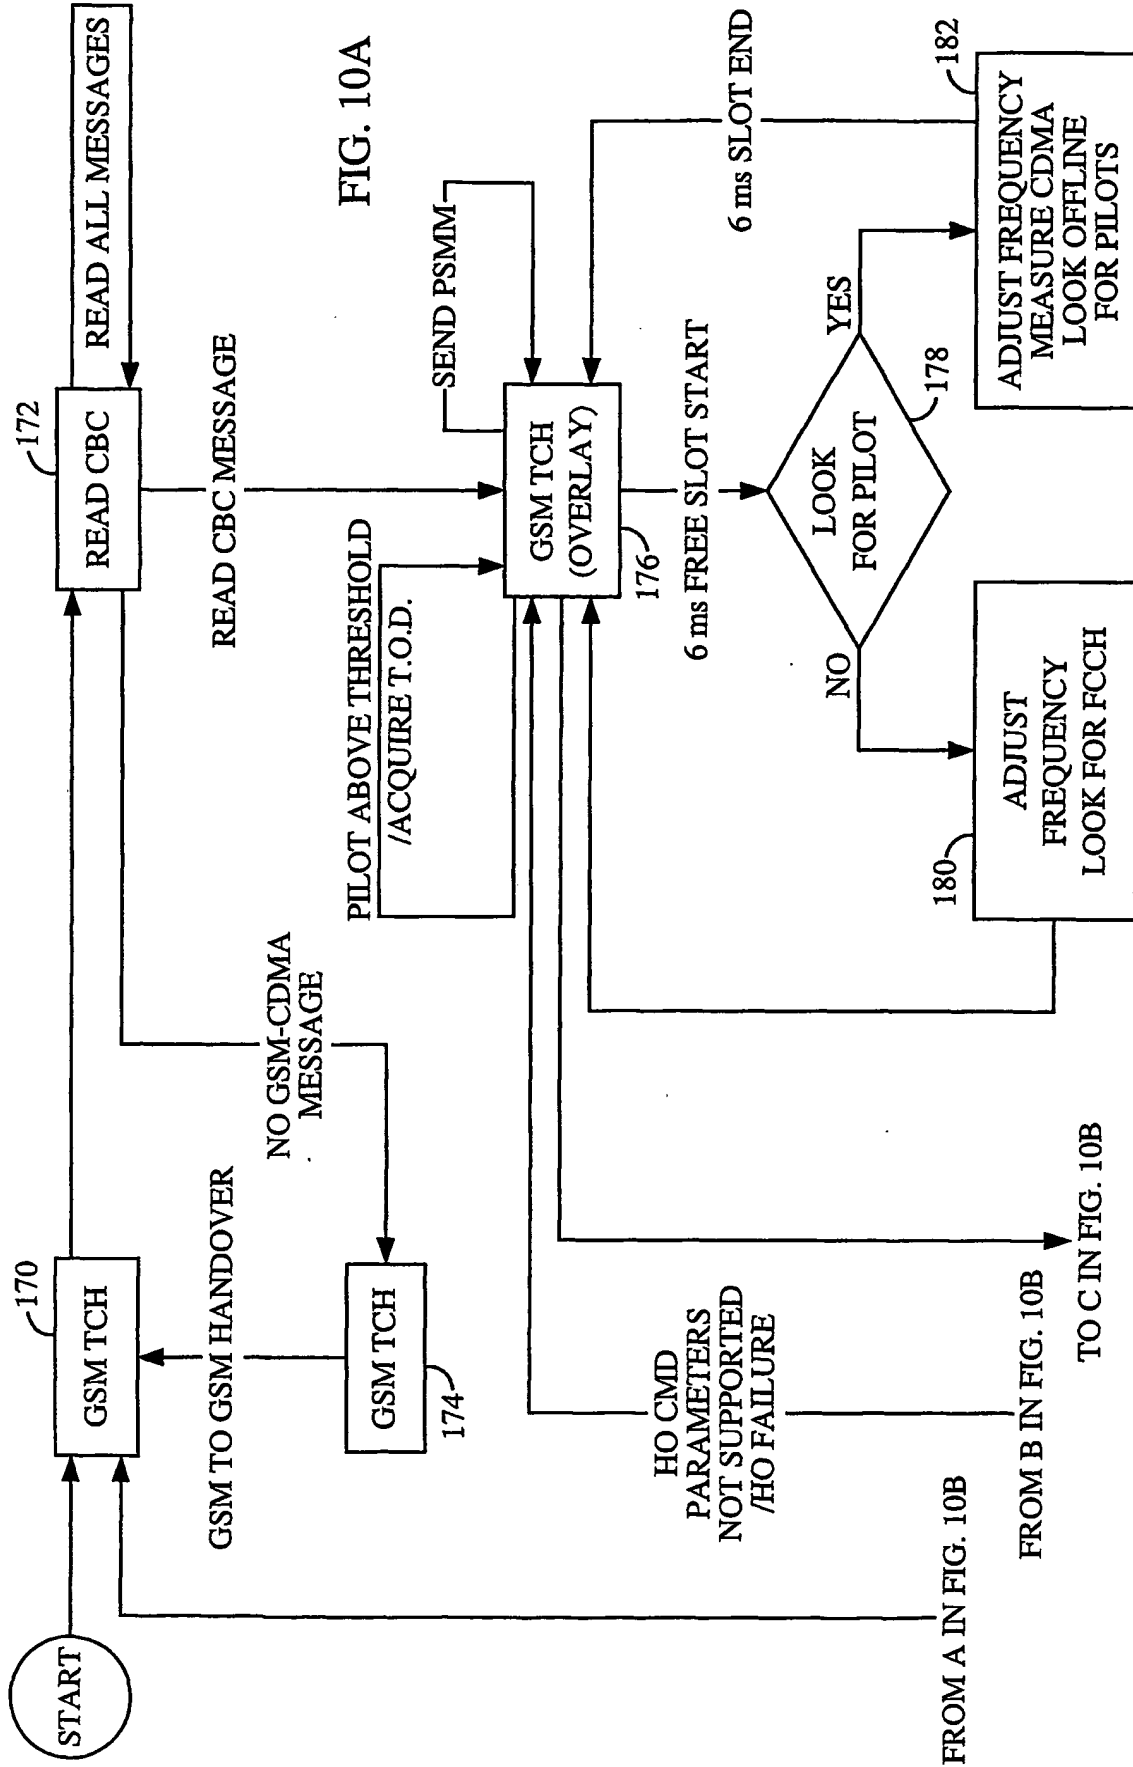 START
170
GSM TCH
172
READ CBC
READ ALL MESSAGES
GSM TO GSM HANDOVER
NO GSM-CDMA
MESSAGE
READ CBC MESSAGE
FIG. 10A
GSM TCH
174
PILOT ABOVE THRESHOLD
/ACQUIRE T.O.D.
SEND PSMM
GSM TCH
(OVERLAY)
176
HO CMD
PARAMETERS
NOT SUPPORTED
/HO FAILURE
6 ms FREE SLOT START
6 ms SLOT END
LOOK
FOR PILOT
178
NO
YES
180
ADJUST
FREQUENCY
LOOK FOR FCCH
182
ADJUST FREQUENCY
MEASURE CDMA
LOOK OFFLINE
FOR PILOTS
FROM A IN FIG. 10B
FROM B IN FIG. 10B
TO C IN FIG. 10B